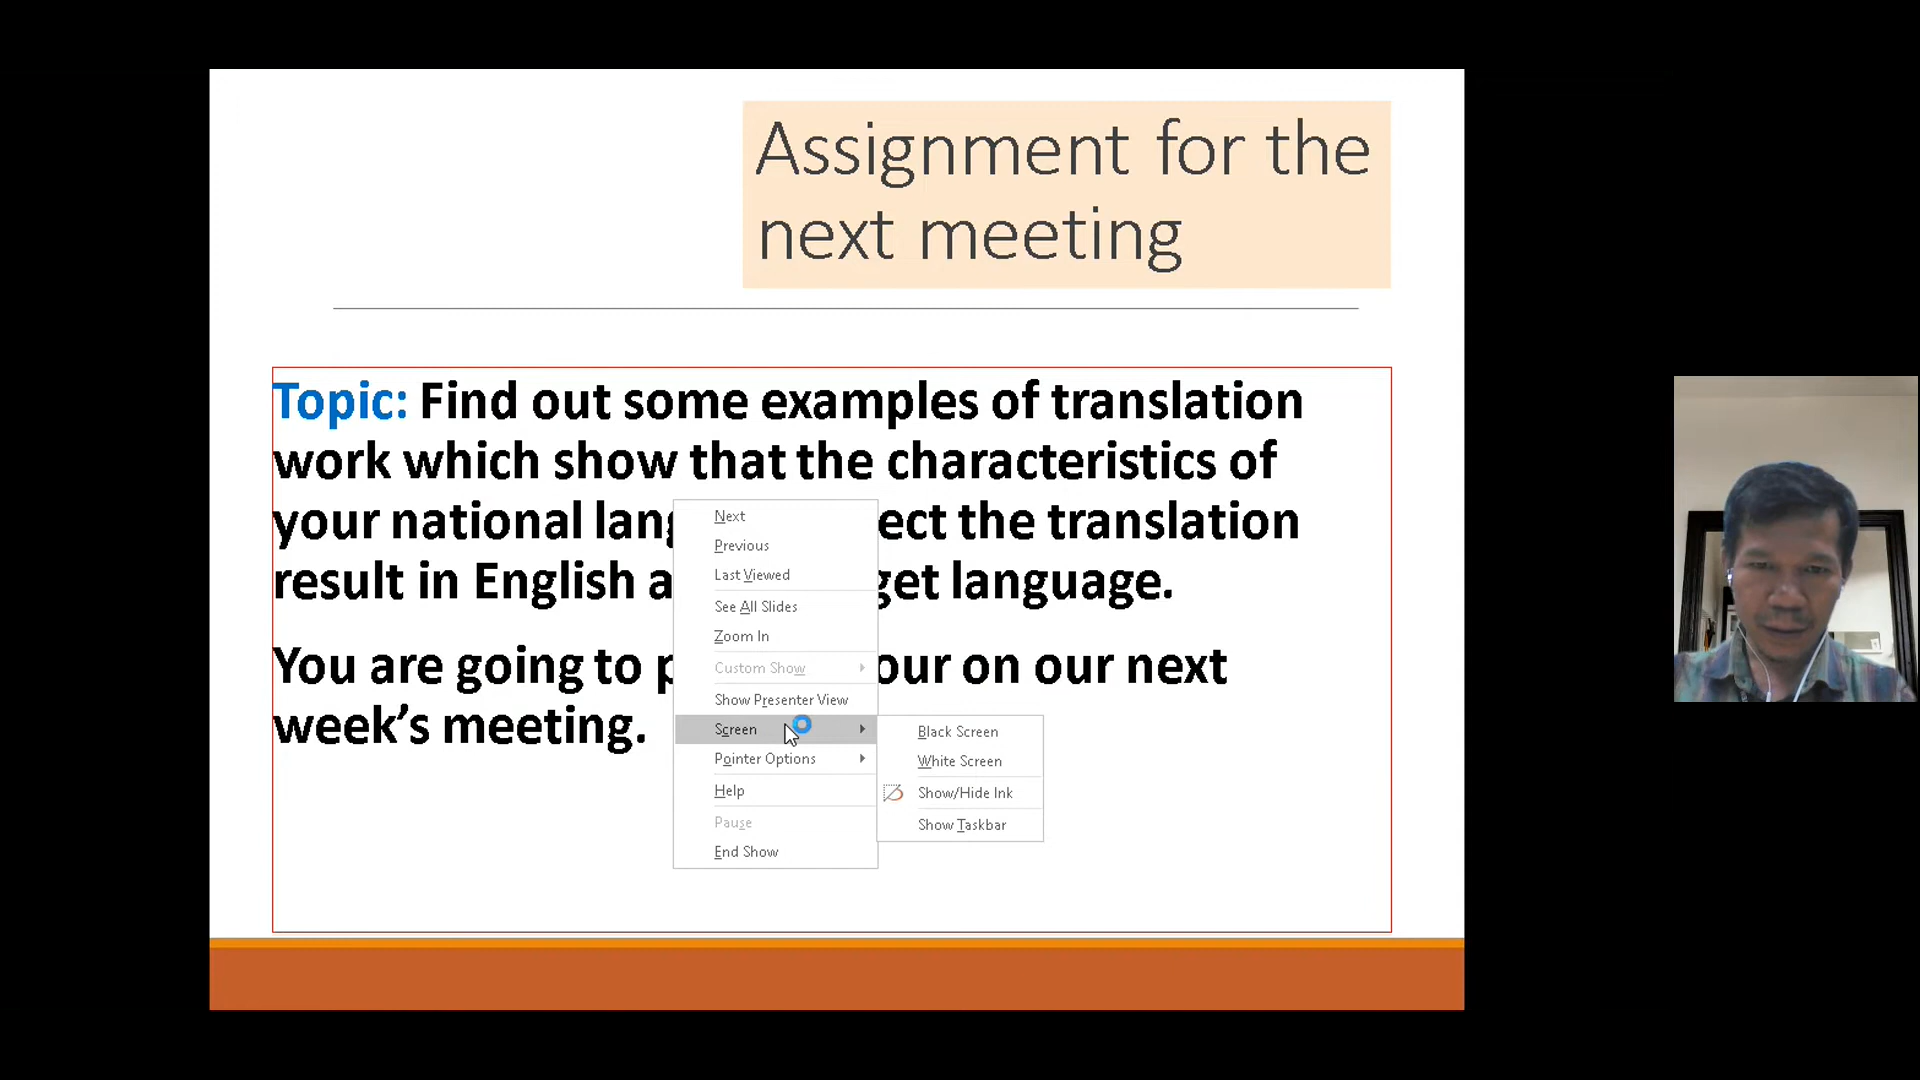 Assignment for the
next meeting
Topic: Find out some examples of translation
work which show that the characteristics of
your national ect the translation
result in English get language.
You are going to our on our next
week's meeting.
Next
Previous
Last Viewed
See All Slides
Zoom In
Custom Show
Show Presenter View
Screen
Pointer Options
Help
Pause
End Show
Black Screen
White Screen
Show/Hide Ink
Show Taskbar